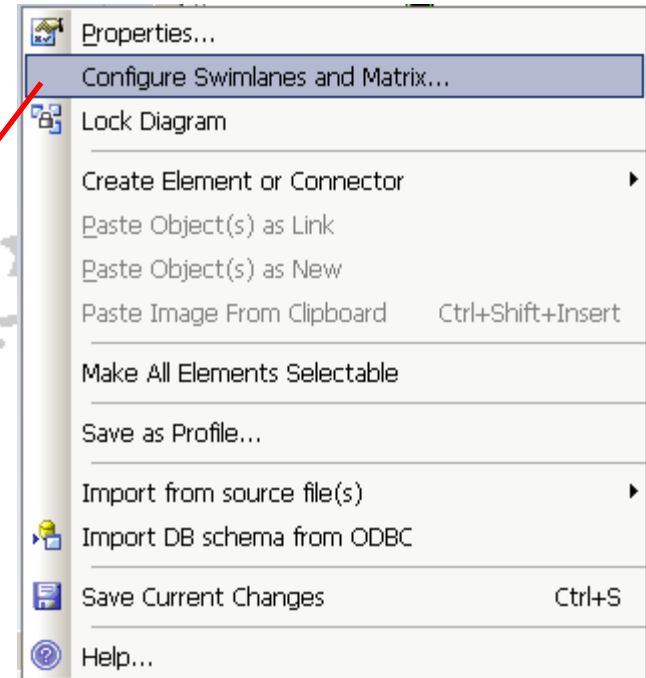 Properties...
Configure Swimlanes and Matrix...
Lock Diagram
Create Element or Connector
Paste Object(s) as Link
Paste Object(s) as New
Paste Image From Clipboard Ctrl+Shift+Insert
Make All Elements Selectable
Save as Profile...
Import from source file(s)
Import DB schema from ODBC
Save Current Changes Ctrl+S
Help...